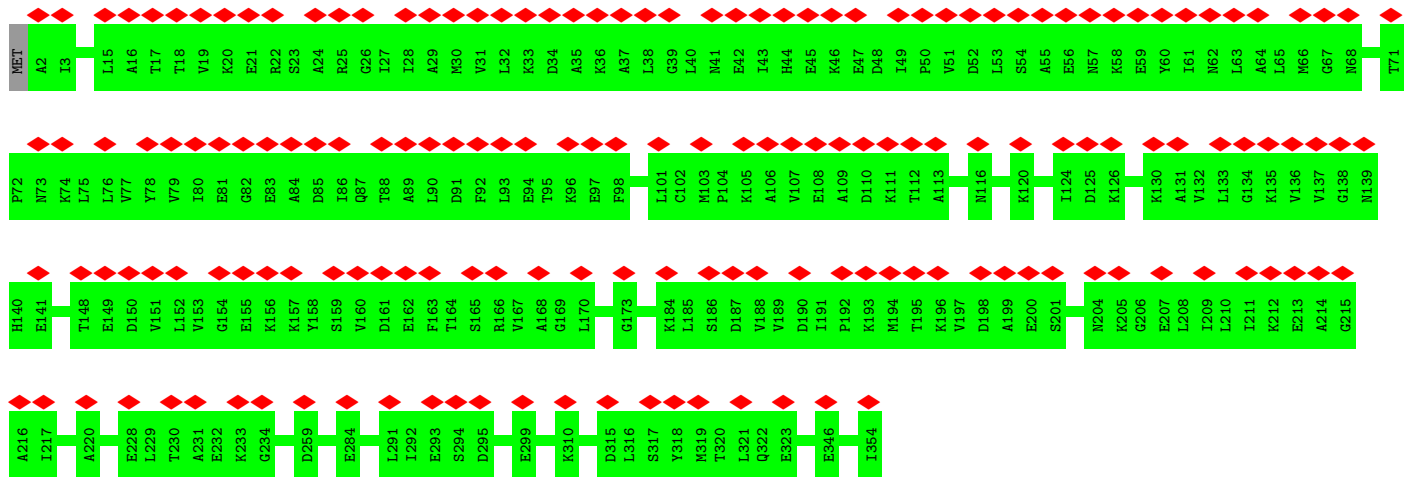 MET A2 I3 L15 A16 T17 T18 V19 K20 E21 R22 S23 A24 R25 G26 I27 I28 A29 M30 V31 L32 K33 D34 A35 K36 A37 L38 G39 L40 N41 E42 I43 H44 E45 K46 E47 D48 I49 P50 V51 D52 L53 S54 A55 E56 N57 K58 E59 Y60 I61 N62 L63 A64 L65 M66 G67 N68 T71
P72 N73 K74 L75 L76 V77 Y78 V79 I80 E81 G82 E83 A84 D85 I86 Q87 T88 A89 L90 D91 F92 L93 E94 T95 K96 E97 F98 L101 C102 M103 P104 K105 A106 V107 E108 A109 D110 K111 T112 A113 N116 K120 I124 D125 K126 K130 A131 V132 L133 G134 K135 V136 V137 G138 N139
H140 E141 T148 E149 D150 V151 L152 V153 G154 E155 K156 K157 Y158 S159 V160 D161 E162 F163 T164 S165 R166 V167 A168 G169 L170 G173 K184 L185 S186 D187 V188 V189 D190 I191 P192 K193 M194 T195 K196 V197 D198 A199 E200 S201 N204 K205 G206 E207 L208 I209 L210 I211 K212 E213 A214 G215
A216 I217 A220 E228 L229 T230 A231 E232 K233 G234 D259 E284 L291 I292 E293 S294 D295 E299 K310 D315 L316 S317 Y318 M319 T320 L321 Q322 E323 E346 I354